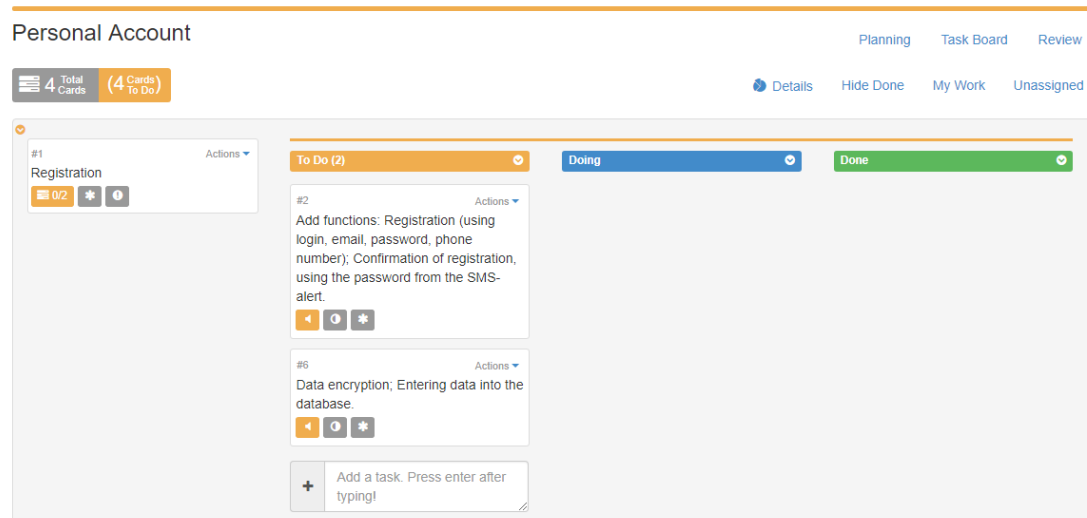 Personal Account
Planning Task Board Review
4 Total Cards (4 Cards To Do)
Details Hide Done My Work Unassigned
#1 Actions
Registration
0/2
To Do (2)
Doing
Done
#2 Actions
Add functions: Registration (using
login, email, password, phone
number); Confirmation of registration,
using the password from the SMS-
alert.
#6 Actions
Data encryption; Entering data into the
database.
Add a task. Press enter after
typing!